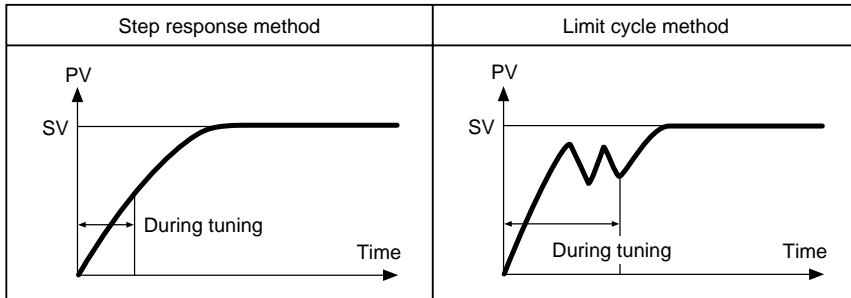 Step response method
Limit cycle method
PV
SV
During tuning
Time
PV
SV
During tuning
Time